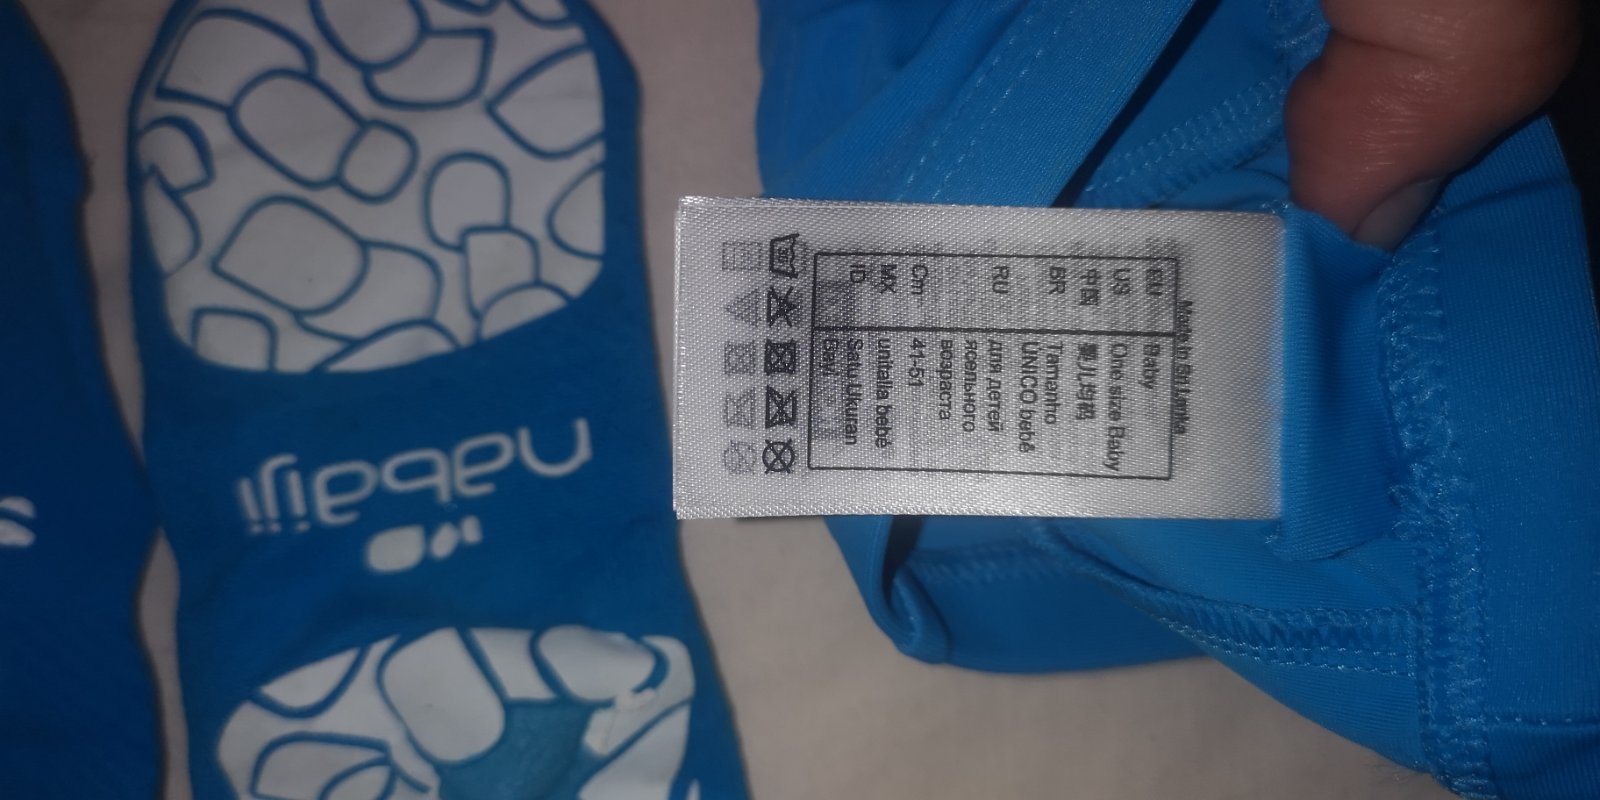 nabaiji
Made in Sri Lanka
EN Baby
US One size Baby
中国 婴儿均码
BR Tamanho
UNICO bebê
RU для детей
ясельного
возраста
Cm 41-51
MX unitalla bebé
ID Satu Ukuran
Bayi